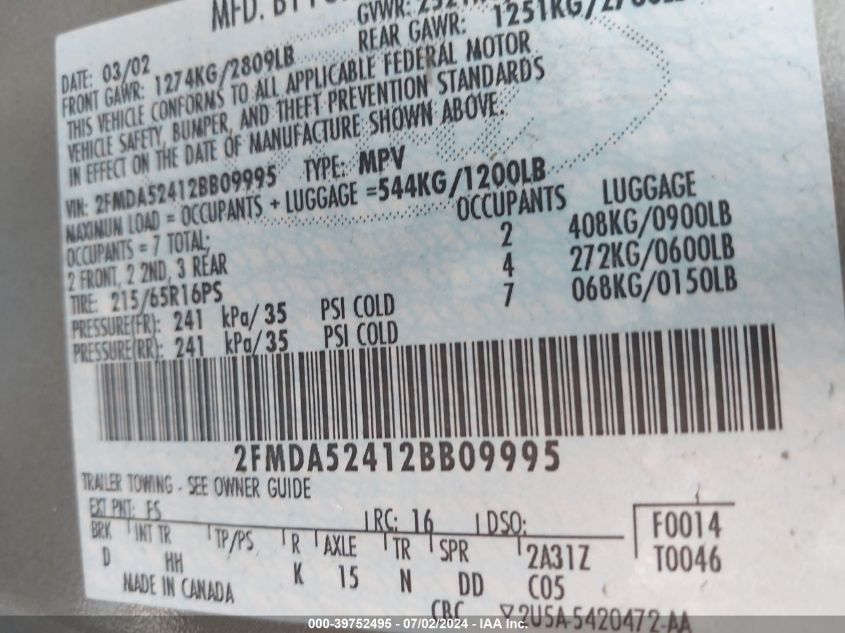 MFD. BY
GVWR:
DATE: 03/02
REAR GAWR: 1251KG/
FRONT GAWR: 1274KG/2809LB
THIS VEHICLE CONFORMS TO ALL APPLICABLE FEDERAL MOTOR
VEHICLE SAFETY, BUMPER, AND THEFT PREVENTION STANDARDS
IN EFFECT ON THE DATE OF MANUFACTURE SHOWN ABOVE.
VIN: 2FMDA52412BB09995 TYPE: MPV
MAXIMUN LOAD = OCCUPANTS + LUGGAGE =544KG/1200LB
OCCUPANTS = 7 TOTAL; OCCUPANTS LUGGAGE
2 FRONT, 2 2ND, 3 REAR 2 408KG/0900LB
4 272KG/0600LB
TIRE: 215/65R16PS 7 068KG/0150LB
PRESSURE(FR): 241 kPa/35 PSI COLD
PRESSURE(RR): 241 kPa/35 PSI COLD
2FMDA52412BB09995
TRAILER TOWING - SEE OWNER GUIDE
EXT PNT: FS RC: 16 DSO: F0014
BRK INT TR TP/PS R AXLE TR SPR 2A31Z T0046
D HH K 15 N DD C05
MADE IN CANADA
CBC ▽2U5A-5420472-AA
000-39752495 - 07/02/2024 - IAA Inc.